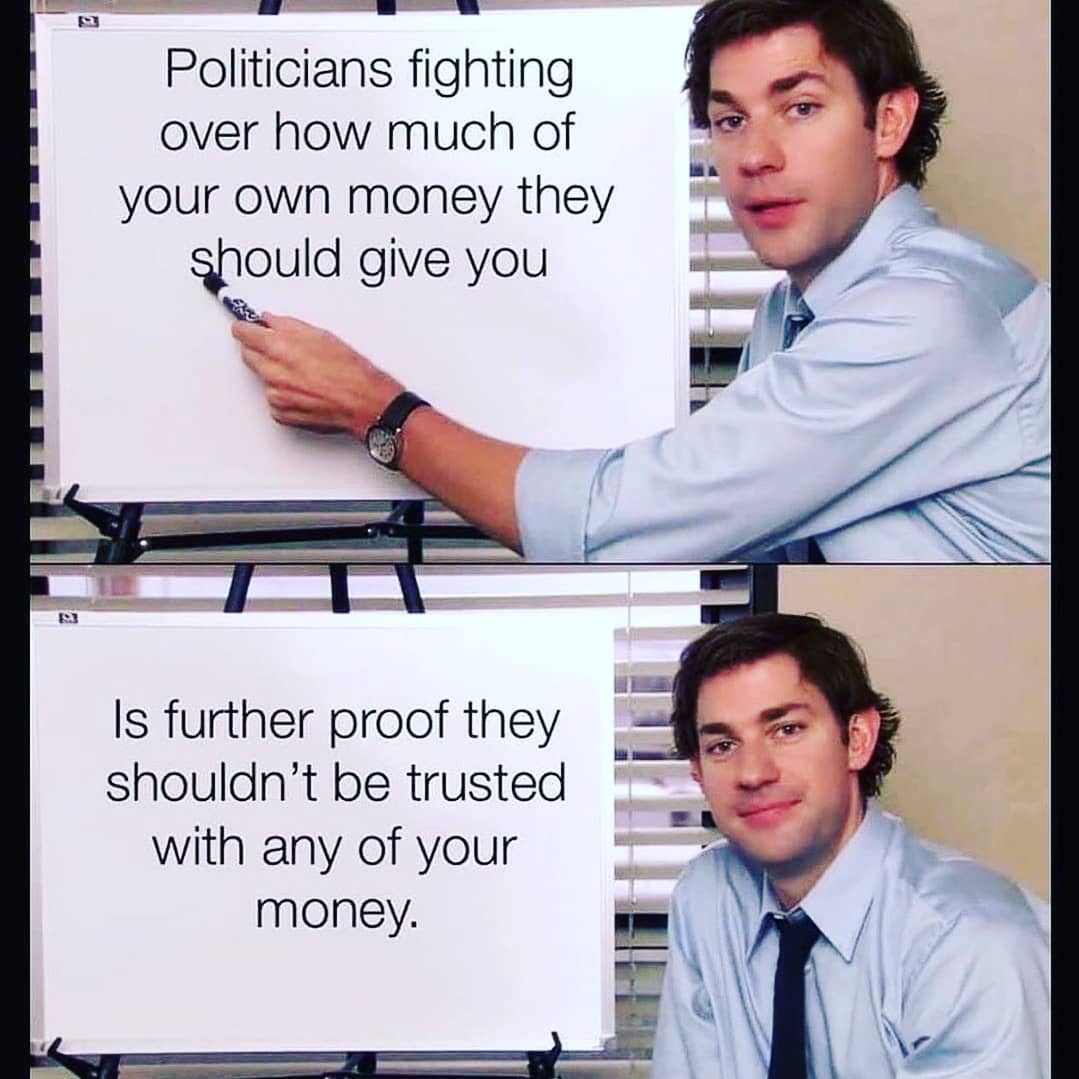 Politicians fighting
over how much of
your own money they
should give you
Is further proof they
shouldn't be trusted
with any of your
money.